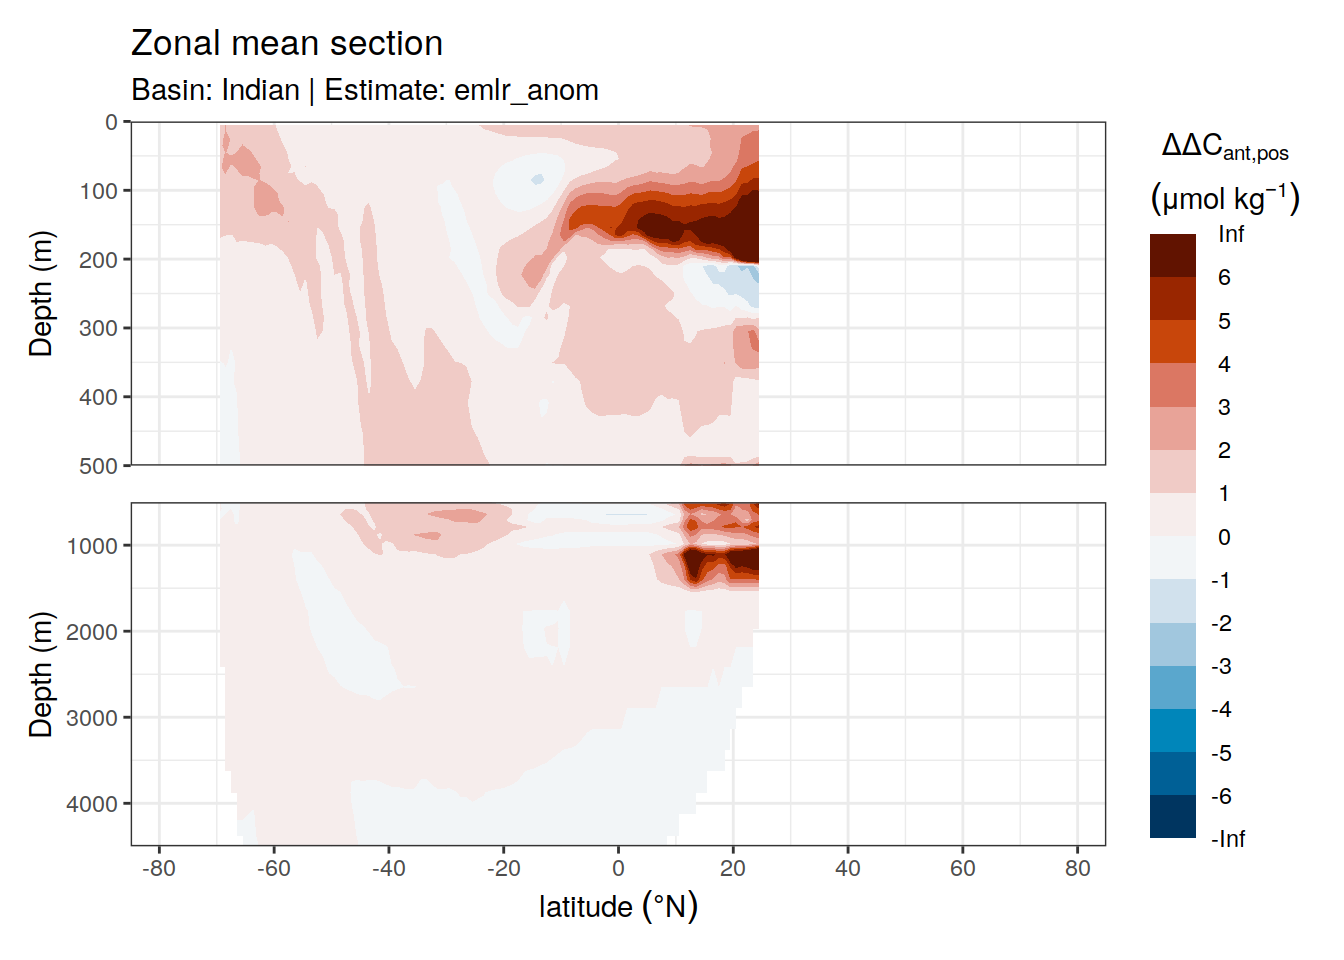 Zonal mean section
Basin: Indian | Estimate: emlr_anom
0
100
200
300
400
500
Depth (m)
1000
2000
3000
4000
Depth (m)
-80 -60 -40 -20 0 20 40 60 80
latitude (°N)
ΔΔC_ant,pos
(μmol kg⁻¹)
Inf
6
5
4
3
2
1
0
-1
-2
-3
-4
-5
-6
-Inf